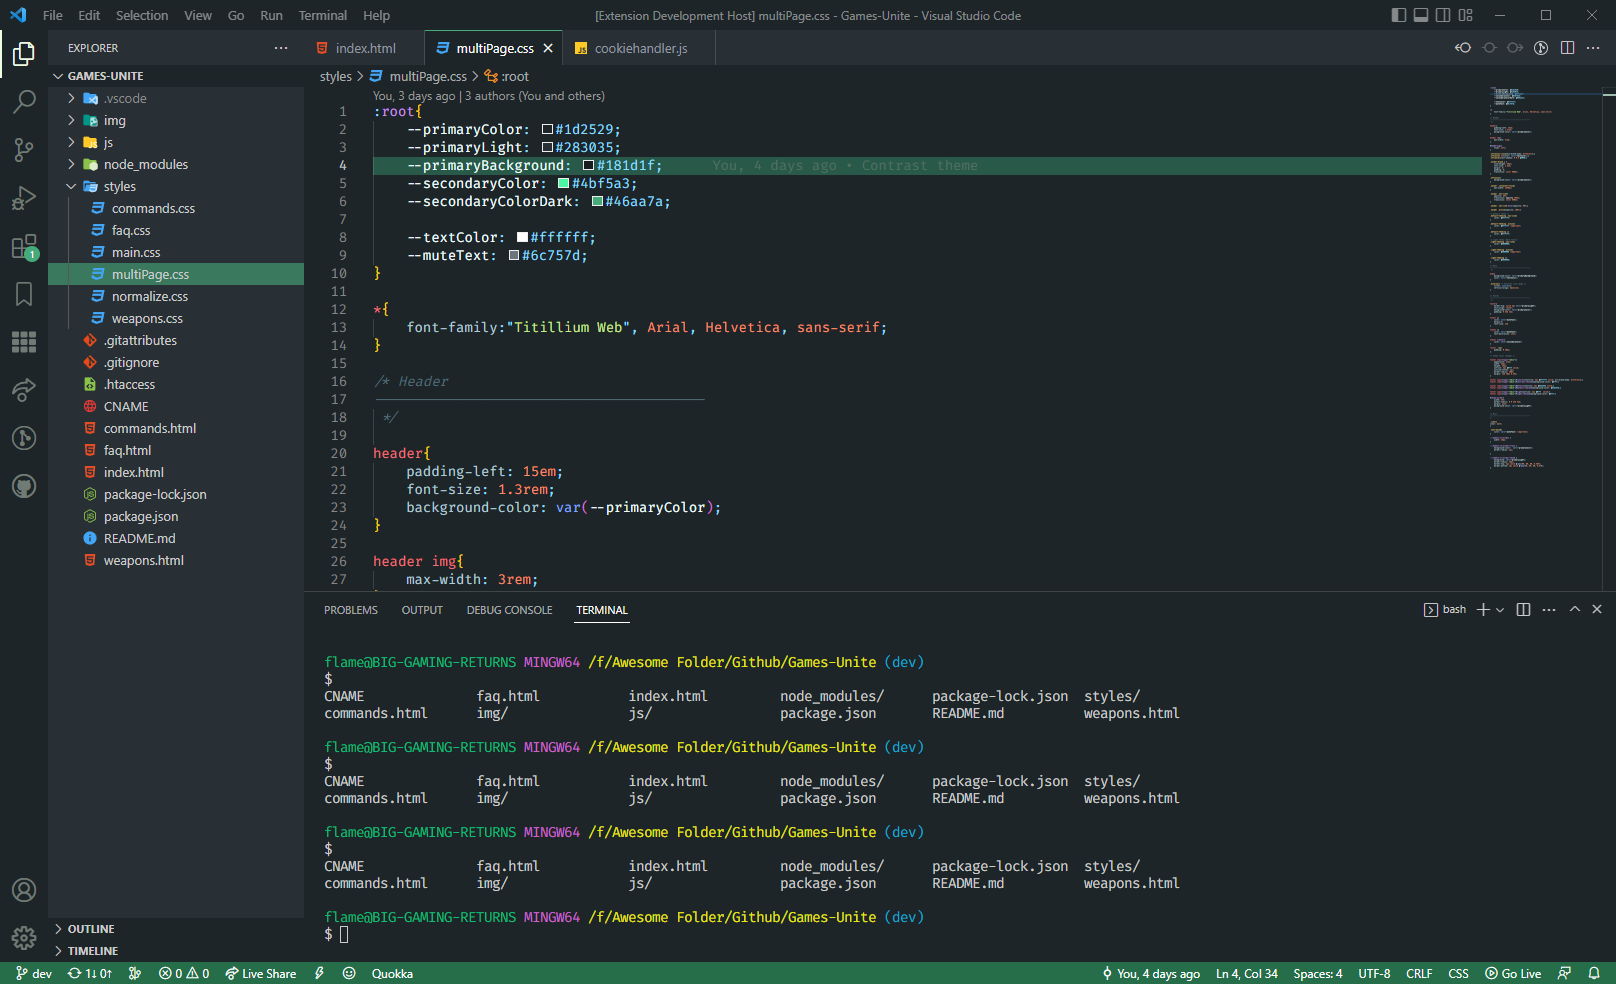 File Edit Selection View Go Run Terminal Help
[Extension Development Host] multiPage.css - Games-Unite - Visual Studio Code
EXPLORER
GAMES-UNITE
.vscode
img
js
node_modules
styles
commands.css
faq.css
main.css
multiPage.css
normalize.css
weapons.css
.gitattributes
.gitignore
.htaccess
CNAME
commands.html
faq.html
index.html
package-lock.json
package.json
README.md
weapons.html
OUTLINE
TIMELINE
1
index.html multiPage.css JS cookiehandler.js
styles > multiPage.css > :root
You, 3 days ago | 3 authors (You and others)
1 :root{
2 --primaryColor: #1d2529;
3 --primaryLight: #283035;
4 --primaryBackground: #181d1f; You, 4 days ago • Contrast theme
5 --secondaryColor: #4bf5a3;
6 --secondaryColorDark: #46aa7a;
7
8 --textColor: #ffffff;
9 --muteText: #6c757d;
10 }
11
12 *{
13 font-family:"Titillium Web", Arial, Helvetica, sans-serif;
14 }
15
16 /* Header
17
18 */
19
20 header{
21 padding-left: 15em;
22 font-size: 1.3rem;
23 background-color: var(--primaryColor);
24 }
25
26 header img{
27 max-width: 3rem;
PROBLEMS OUTPUT DEBUG CONSOLE TERMINAL
bash
flame@BIG-GAMING-RETURNS MINGW64 /f/Awesome Folder/Github/Games-Unite (dev)
$
CNAME faq.html index.html node_modules/ package-lock.json styles/
commands.html img/ js/ package.json README.md weapons.html
flame@BIG-GAMING-RETURNS MINGW64 /f/Awesome Folder/Github/Games-Unite (dev)
$
CNAME faq.html index.html node_modules/ package-lock.json styles/
commands.html img/ js/ package.json README.md weapons.html
flame@BIG-GAMING-RETURNS MINGW64 /f/Awesome Folder/Github/Games-Unite (dev)
$
CNAME faq.html index.html node_modules/ package-lock.json styles/
commands.html img/ js/ package.json README.md weapons.html
flame@BIG-GAMING-RETURNS MINGW64 /f/Awesome Folder/Github/Games-Unite (dev)
$
dev 1↓ 0↑ 0 0 Live Share Quokka You, 4 days ago Ln 4, Col 34 Spaces: 4 UTF-8 CRLF CSS Go Live